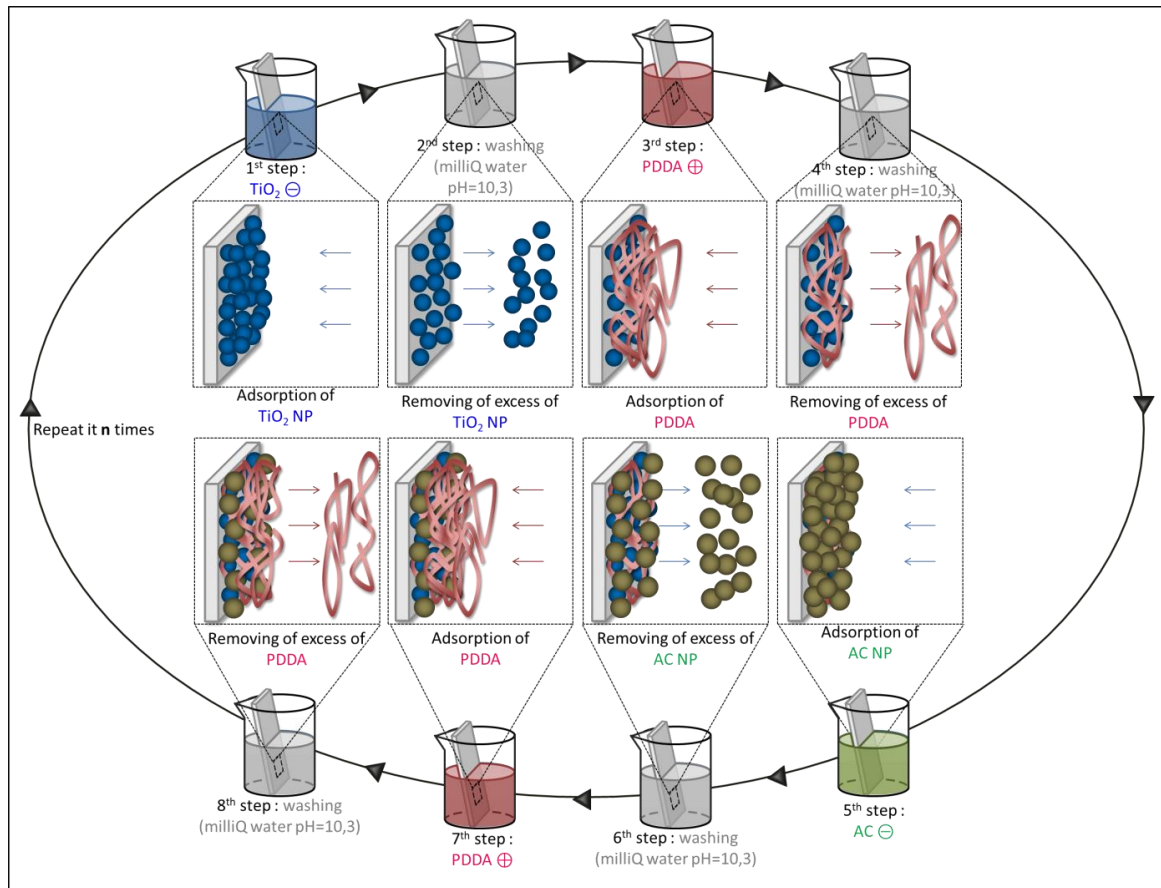 1st step :
TiO2 ⊖
2nd step : washing
(milliQ water
pH=10,3)
3rd step :
PDDA ⊕
4th step : washing
(milliQ water pH=10,3)
Adsorption of
TiO2 NP
Removing of excess of
TiO2 NP
Adsorption of
PDDA
Removing of excess of
PDDA
Repeat it n times
Removing of excess of
PDDA
Adsorption of
PDDA
Removing of excess of
AC NP
Adsorption of
AC NP
8th step : washing
(milliQ water pH=10,3)
7th step :
PDDA ⊕
6th step : washing
(milliQ water pH=10,3)
5th step :
AC ⊖